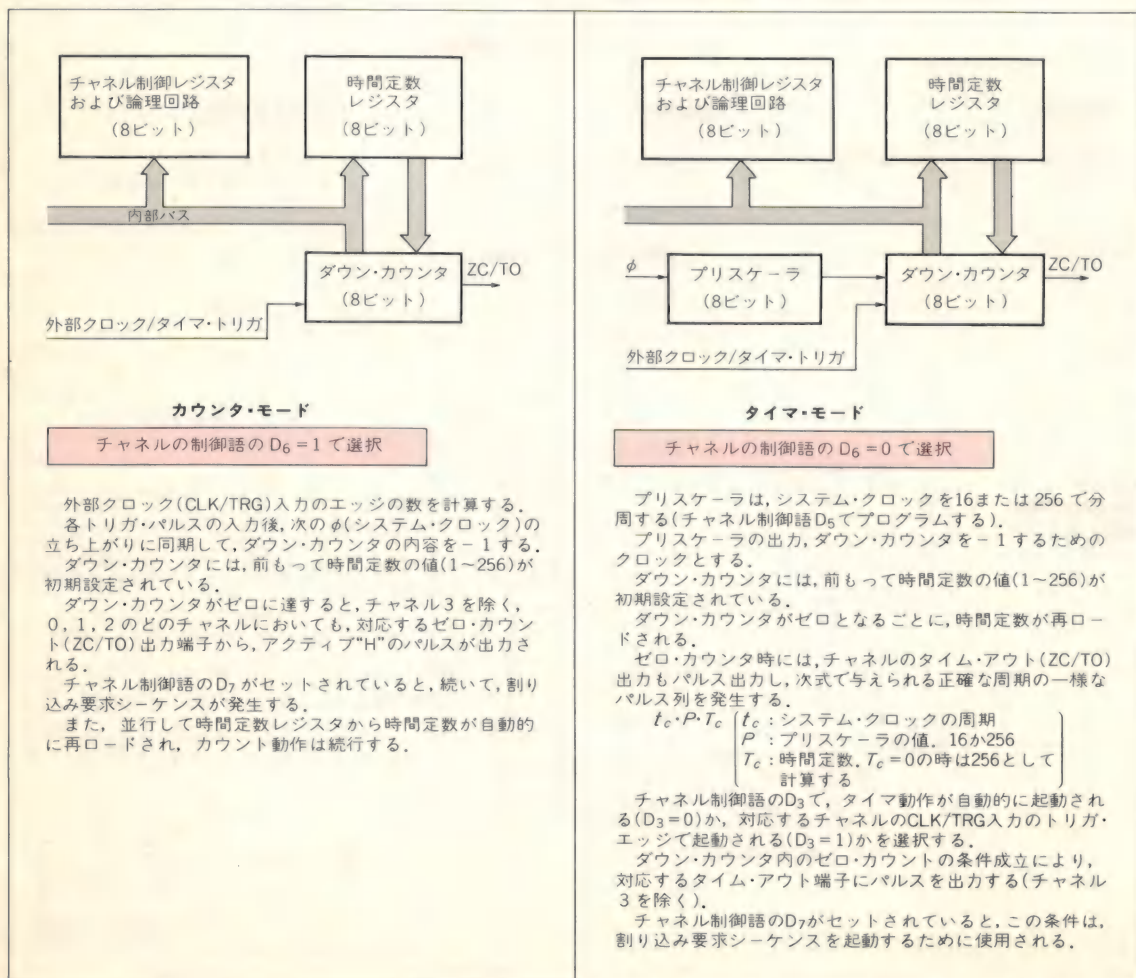 チャネル制御レジスタ
および論理回路
(8ビット)
時間定数
レジスタ
(8ビット)
内部バス
ダウン・カウンタ
(8ビット)
ZC/TO
外部クロック/タイマ・トリガ
カウンタ・モード
チャネルの制御語のD₆=1で選択
外部クロック(CLK/TRG)入力のエッジの数を計算する.
各トリガ・パルスの入力後,次のφ(システム・クロック)の
立ち上がりに同期して,ダウン・カウンタの内容を−1する.
ダウン・カウンタには,前もって時間定数の値(1~256)が
初期設定されている.
ダウン・カウンタがゼロに達すると,チャネル3を除く,
0,1,2のどのチャネルにおいても,対応するゼロ・カウン
ト(ZC/TO)出力端子から,アクティブ“H”のパルスが出力さ
れる.
チャネル制御語のD₇がセットされていると,続いて,割り
込み要求シーケンスが発生する.
また,並行して時間定数レジスタから時間定数が自動的
に再ロードされ,カウント動作は続行する.
チャネル制御レジスタ
および論理回路
(8ビット)
時間定数
レジスタ
(8ビット)
φ
プリスケーラ
(8ビット)
ダウン・カウンタ
(8ビット)
ZC/TO
外部クロック/タイマ・トリガ
タイマ・モード
チャネルの制御語のD₆=0で選択
プリスケーラは,システム・クロックを16または256で分
周する(チャネル制御語D₅でプログラムする).
プリスケーラの出力,ダウン・カウンタを−1するための
クロックとする.
ダウン・カウンタには,前もって時間定数の値(1~256)が
初期設定されている.
ダウン・カウンタがゼロとなるごとに,時間定数が再ロー
ドされる.
ゼロ・カウンタ時には,チャネルのタイム・アウト(ZC/TO)
出力もパルス出力し,次式で与えられる正確な周期の一様な
パルス列を発生する.
t_c・P・T_c (t_c:システム・クロックの周期
P:プリスケーラの値.16か256
T_c:時間定数.T_c=0の時は256として
計算する)
チャネル制御語のD₃で,タイマ動作が自動的に起動され
る(D₃=0)か,対応するチャネルのCLK/TRG入力のトリガ・
エッジで起動される(D₃=1)かを選択する.
ダウン・カウンタ内のゼロ・カウントの条件成立により,
対応するタイム・アウト端子にパルスを出力する(チャネル
3を除く).
チャネル制御語のD₇がセットされていると,この条件は,
割り込み要求シーケンスを起動するために使用される.